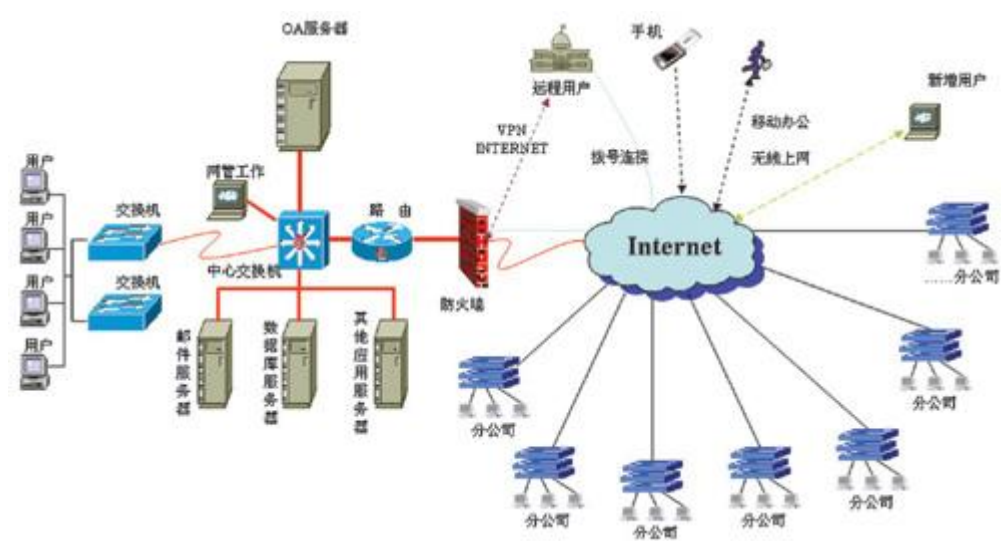 OA服务器
手机
远程用户
新增用户
VPN
INTERNET
移动办公
拨号连接
无线上网
用户
网管工作
交换机
路 由
用户
Internet
中心交换机
用户
交换机
防火墙
分公司
用户
邮件服务器
数据库服务器
其他应用服务器
分公司
分公司
分公司
分公司
分公司
分公司
分公司